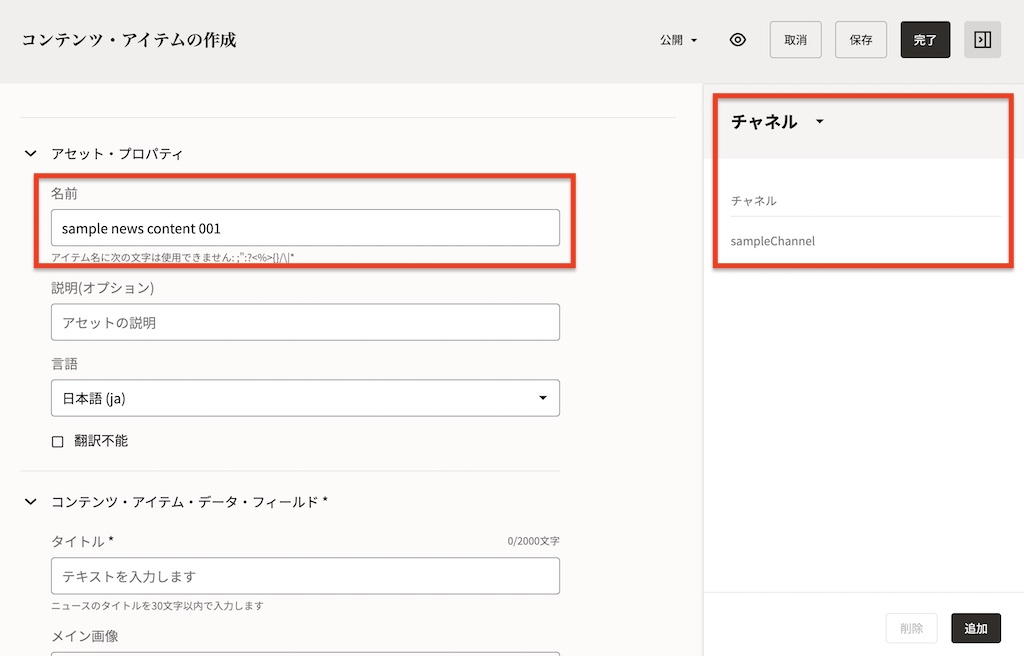 コンテンツ・アイテムの作成
公開
取消
保存
完了
アセット・プロパティ
名前
sample news content 001
アイテム名に次の文字は使用できません: ;":?<%>{}/\|*
説明(オプション)
アセットの説明
言語
日本語 (ja)
翻訳不能
コンテンツ・アイテム・データ・フィールド *
タイトル *
0/2000文字
テキストを入力します
ニュースのタイトルを30文字以内で入力します
メイン画像
チャネル
チャネル
sampleChannel
削除
追加